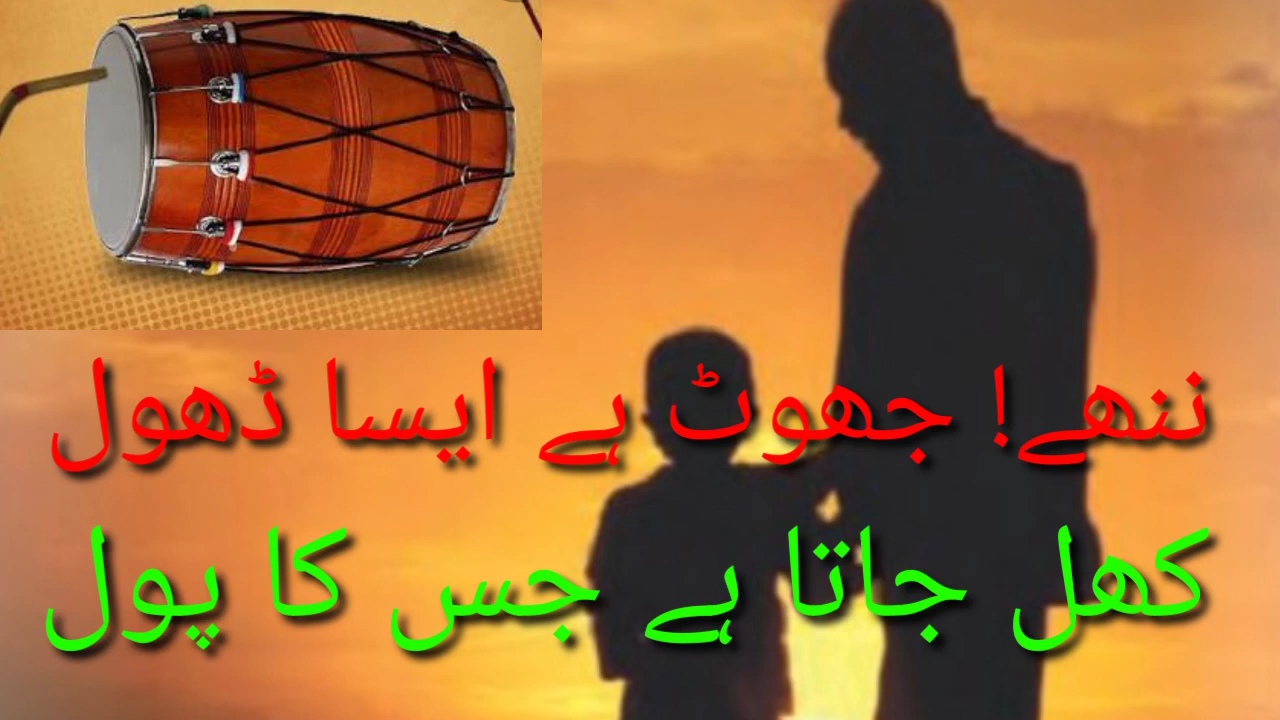 ننھے! جھوٹ ہے ایسا ڈھول
کھل جاتا ہے جس کا پول